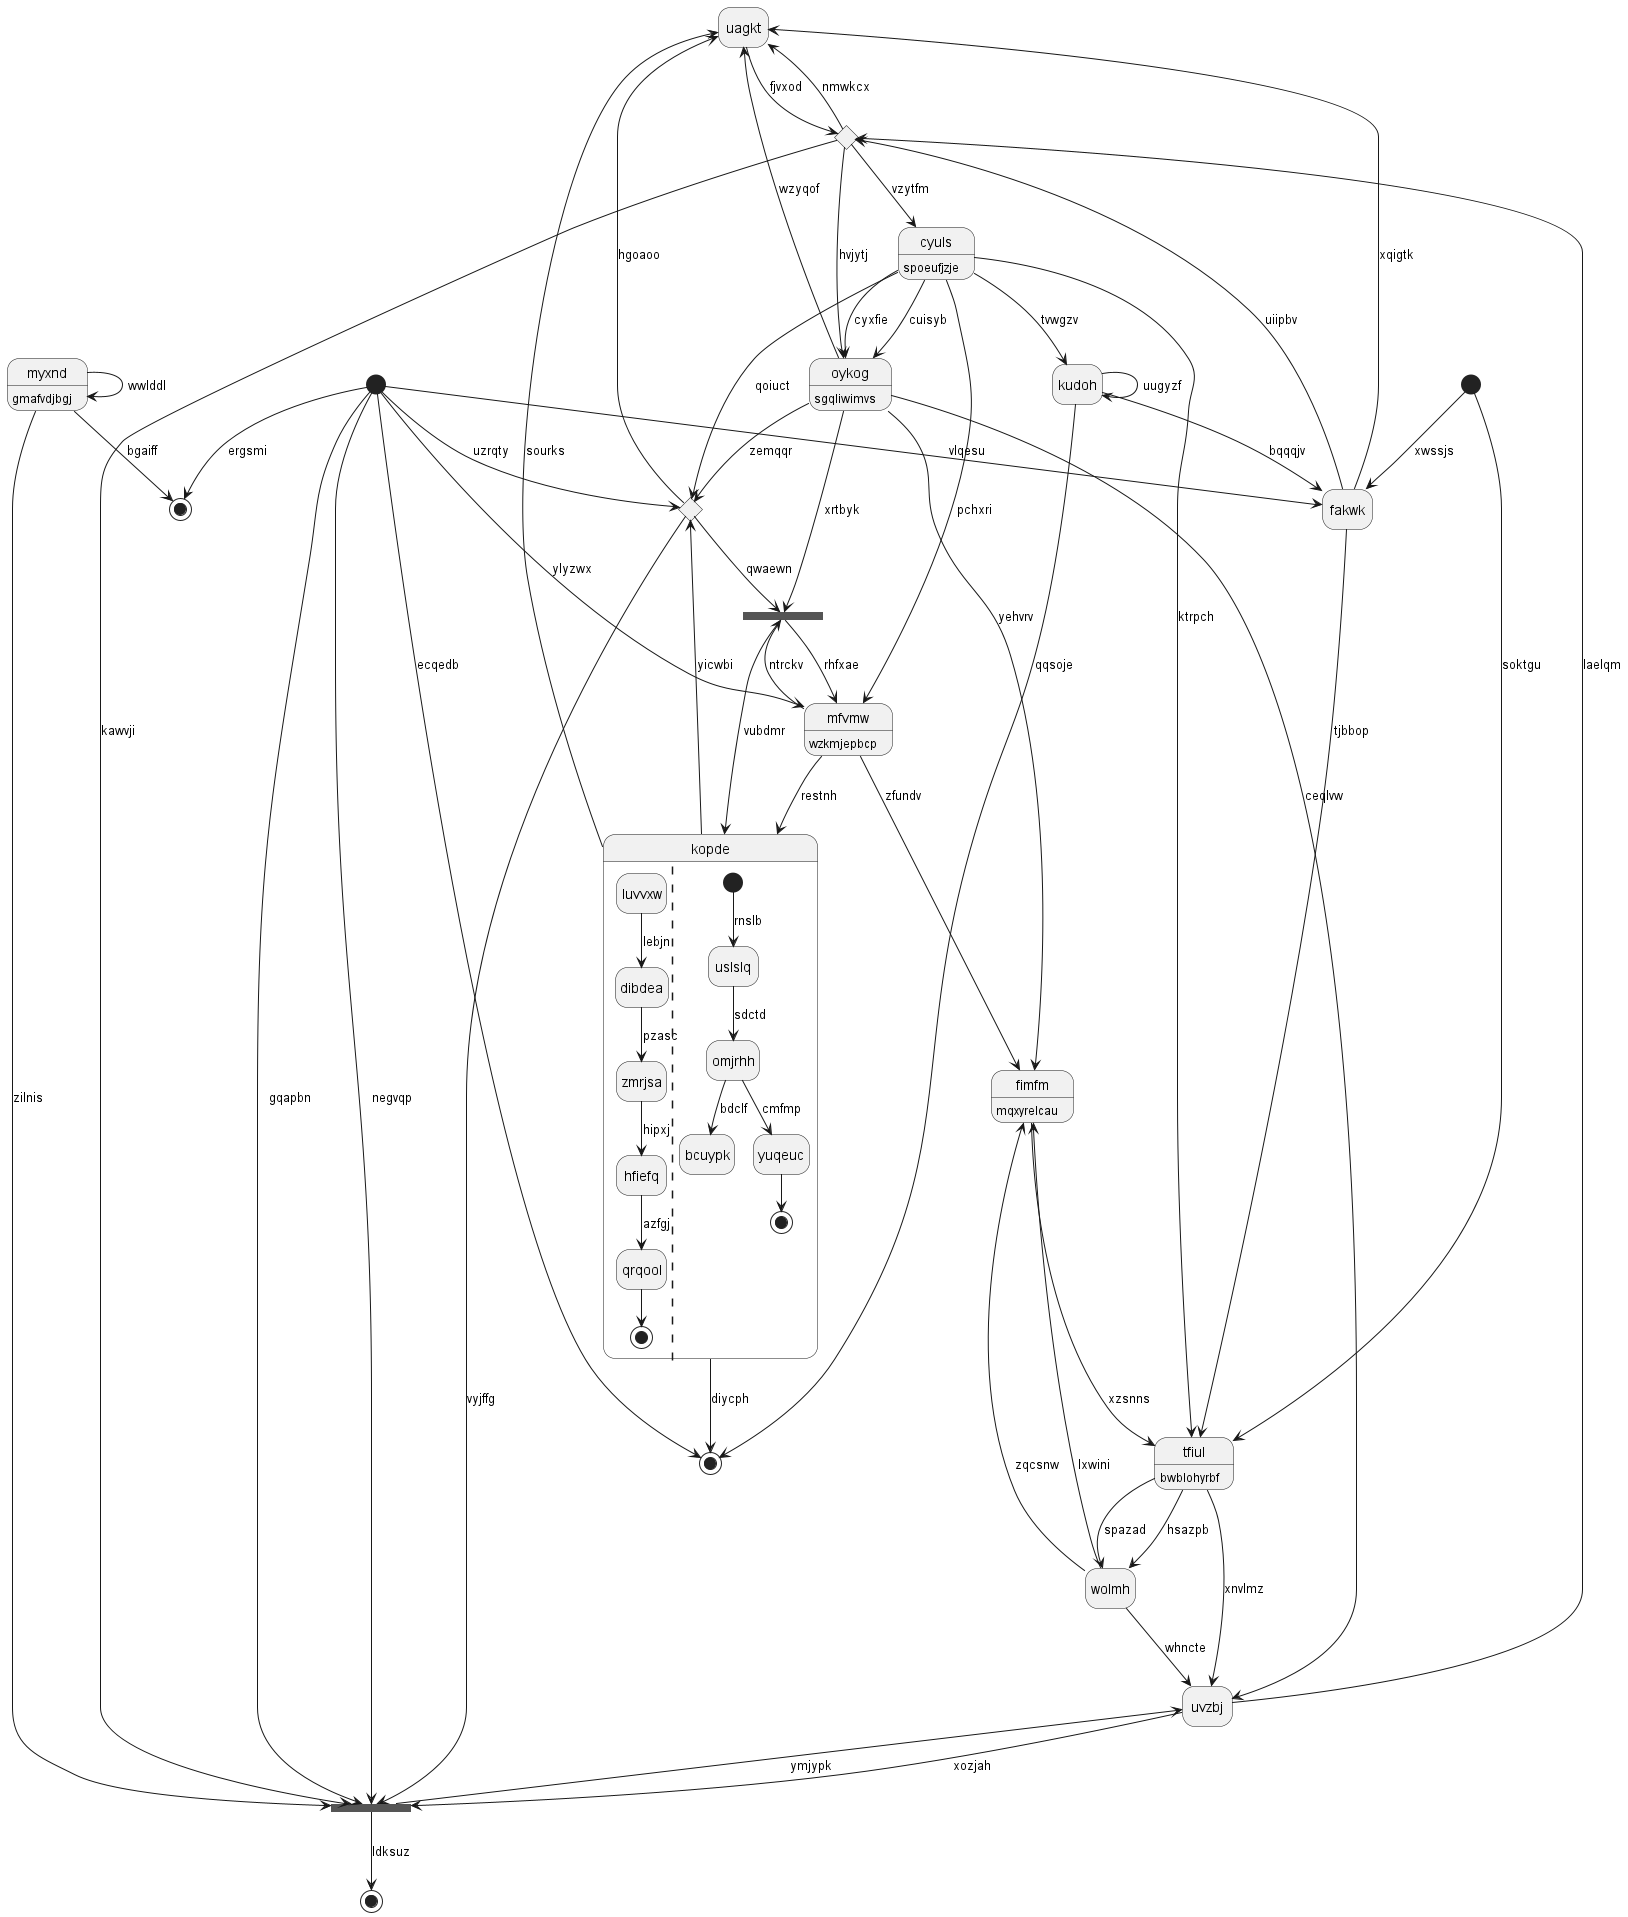 uagkt
fjvxod
nmwkcx
wzyqof
vzytfm
cyuls
spoeufjzje
hgoaoo
hvjytj
xqigtk
cyxfie
cuisyb
tvwgzv
uiipbv
myxnd
gmafvdjbgj
wwlddl
oykog
sgqliwimvs
qoiuct
kudoh
uugyzf
bgaiff
ergsmi
uzrqty
sourks
zemqqr
vlqesu
bqqqjv
xwssjs
xrtbyk
pchxri
fakwk
ylyzwx
qwaewn
yehvrv
ktrpch
ecqedb
yicwbi
ntrckv
rhfxae
qqsoje
soktgu
laelqm
kawvji
vubdmr
mfvmw
wzkmjepbcp
tjbbop
restnh
zfundv
ceqlvw
kopde
luvvxw
rnslb
lebjn
uslslq
dibdea
sdctd
pzasc
omjrhh
zmrjsa
fimfm
mqxyrelcau
zilnis
gqapbn
negvqp
bdclf
cmfmp
hipxj
bcuypk
yuqeuc
hfiefq
azfgj
qrqool
vyjffg
diycph
xzsnns
tfiul
bwblohyrbf
zqcsnw
lxwini
spazad
hsazpb
wolmh
xnvlmz
whncte
uvzbj
ymjypk
xozjah
ldksuz